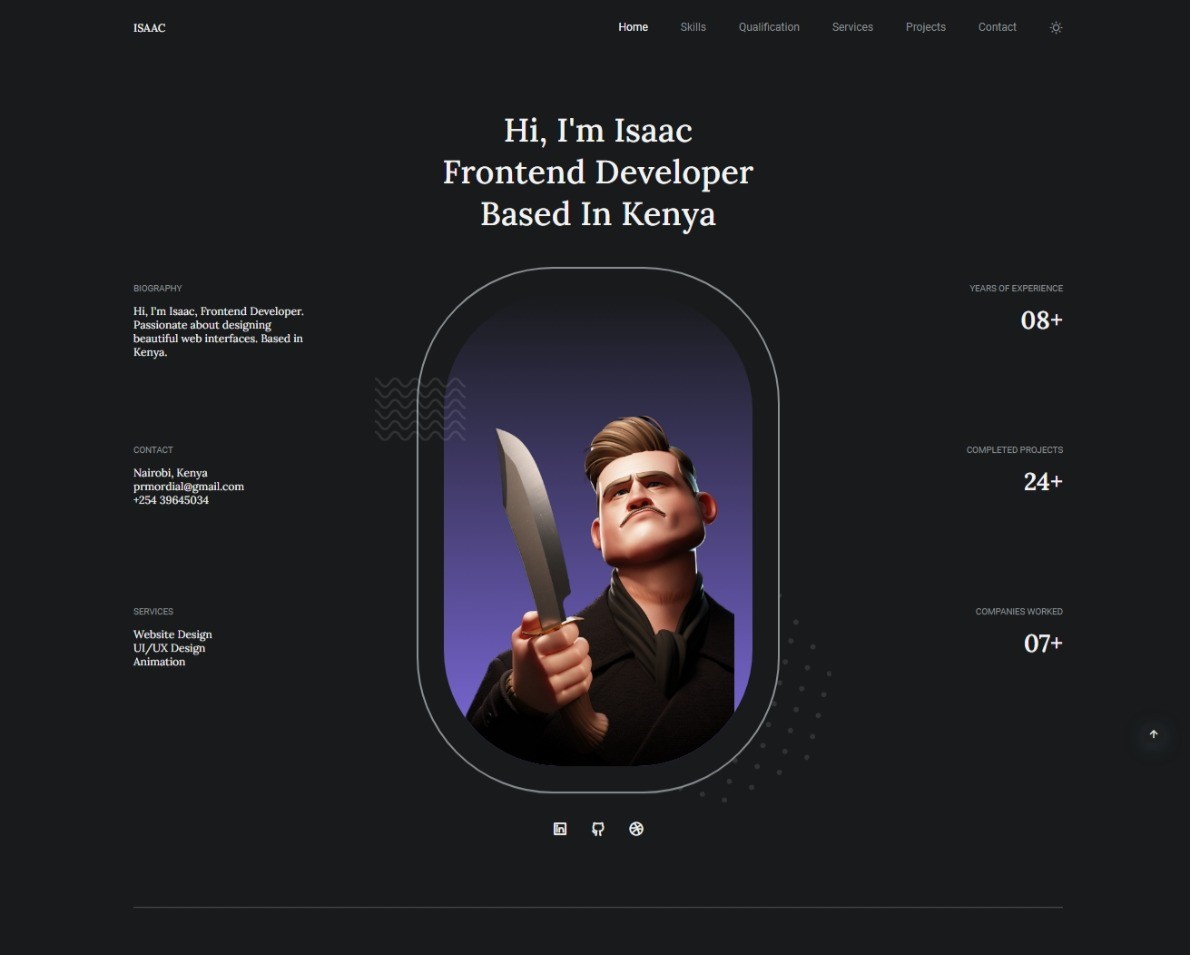 ISAAC
Home Skills Qualification Services Projects Contact
Hi, I'm Isaac
Frontend Developer
Based In Kenya
BIOGRAPHY
Hi, I'm Isaac, Frontend Developer.
Passionate about designing
beautiful web interfaces. Based in
Kenya.
CONTACT
Nairobi, Kenya
prmordial@gmail.com
+254 39645034
SERVICES
Website Design
UI/UX Design
Animation
YEARS OF EXPERIENCE
08+
COMPLETED PROJECTS
24+
COMPANIES WORKED
07+